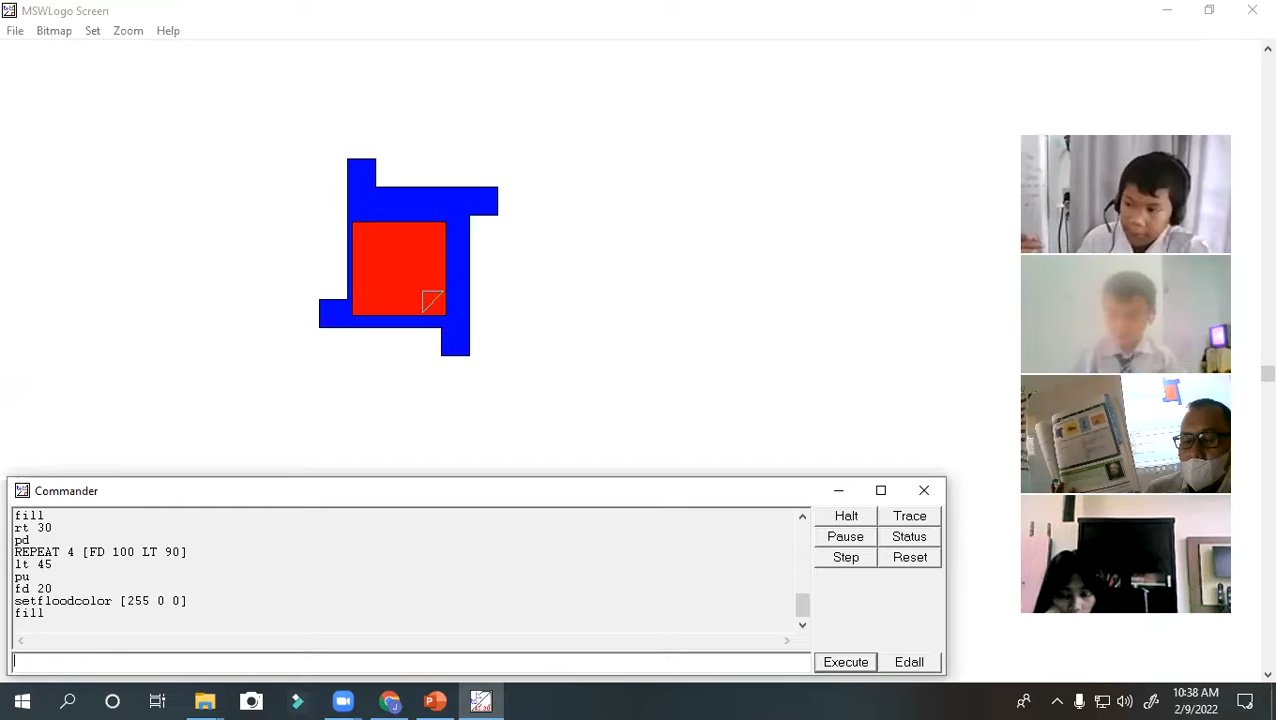 MSWLogo Screen
File Bitmap Set Zoom Help
Commander
fill
rt 30
pd
REPEAT 4 [FD 100 LT 90]
lt 45
pu
fd 20
setfloodcolor [255 0 0]
fill
Halt Trace
Pause Status
Step Reset
Execute Edall
10:38 AM
2/9/2022